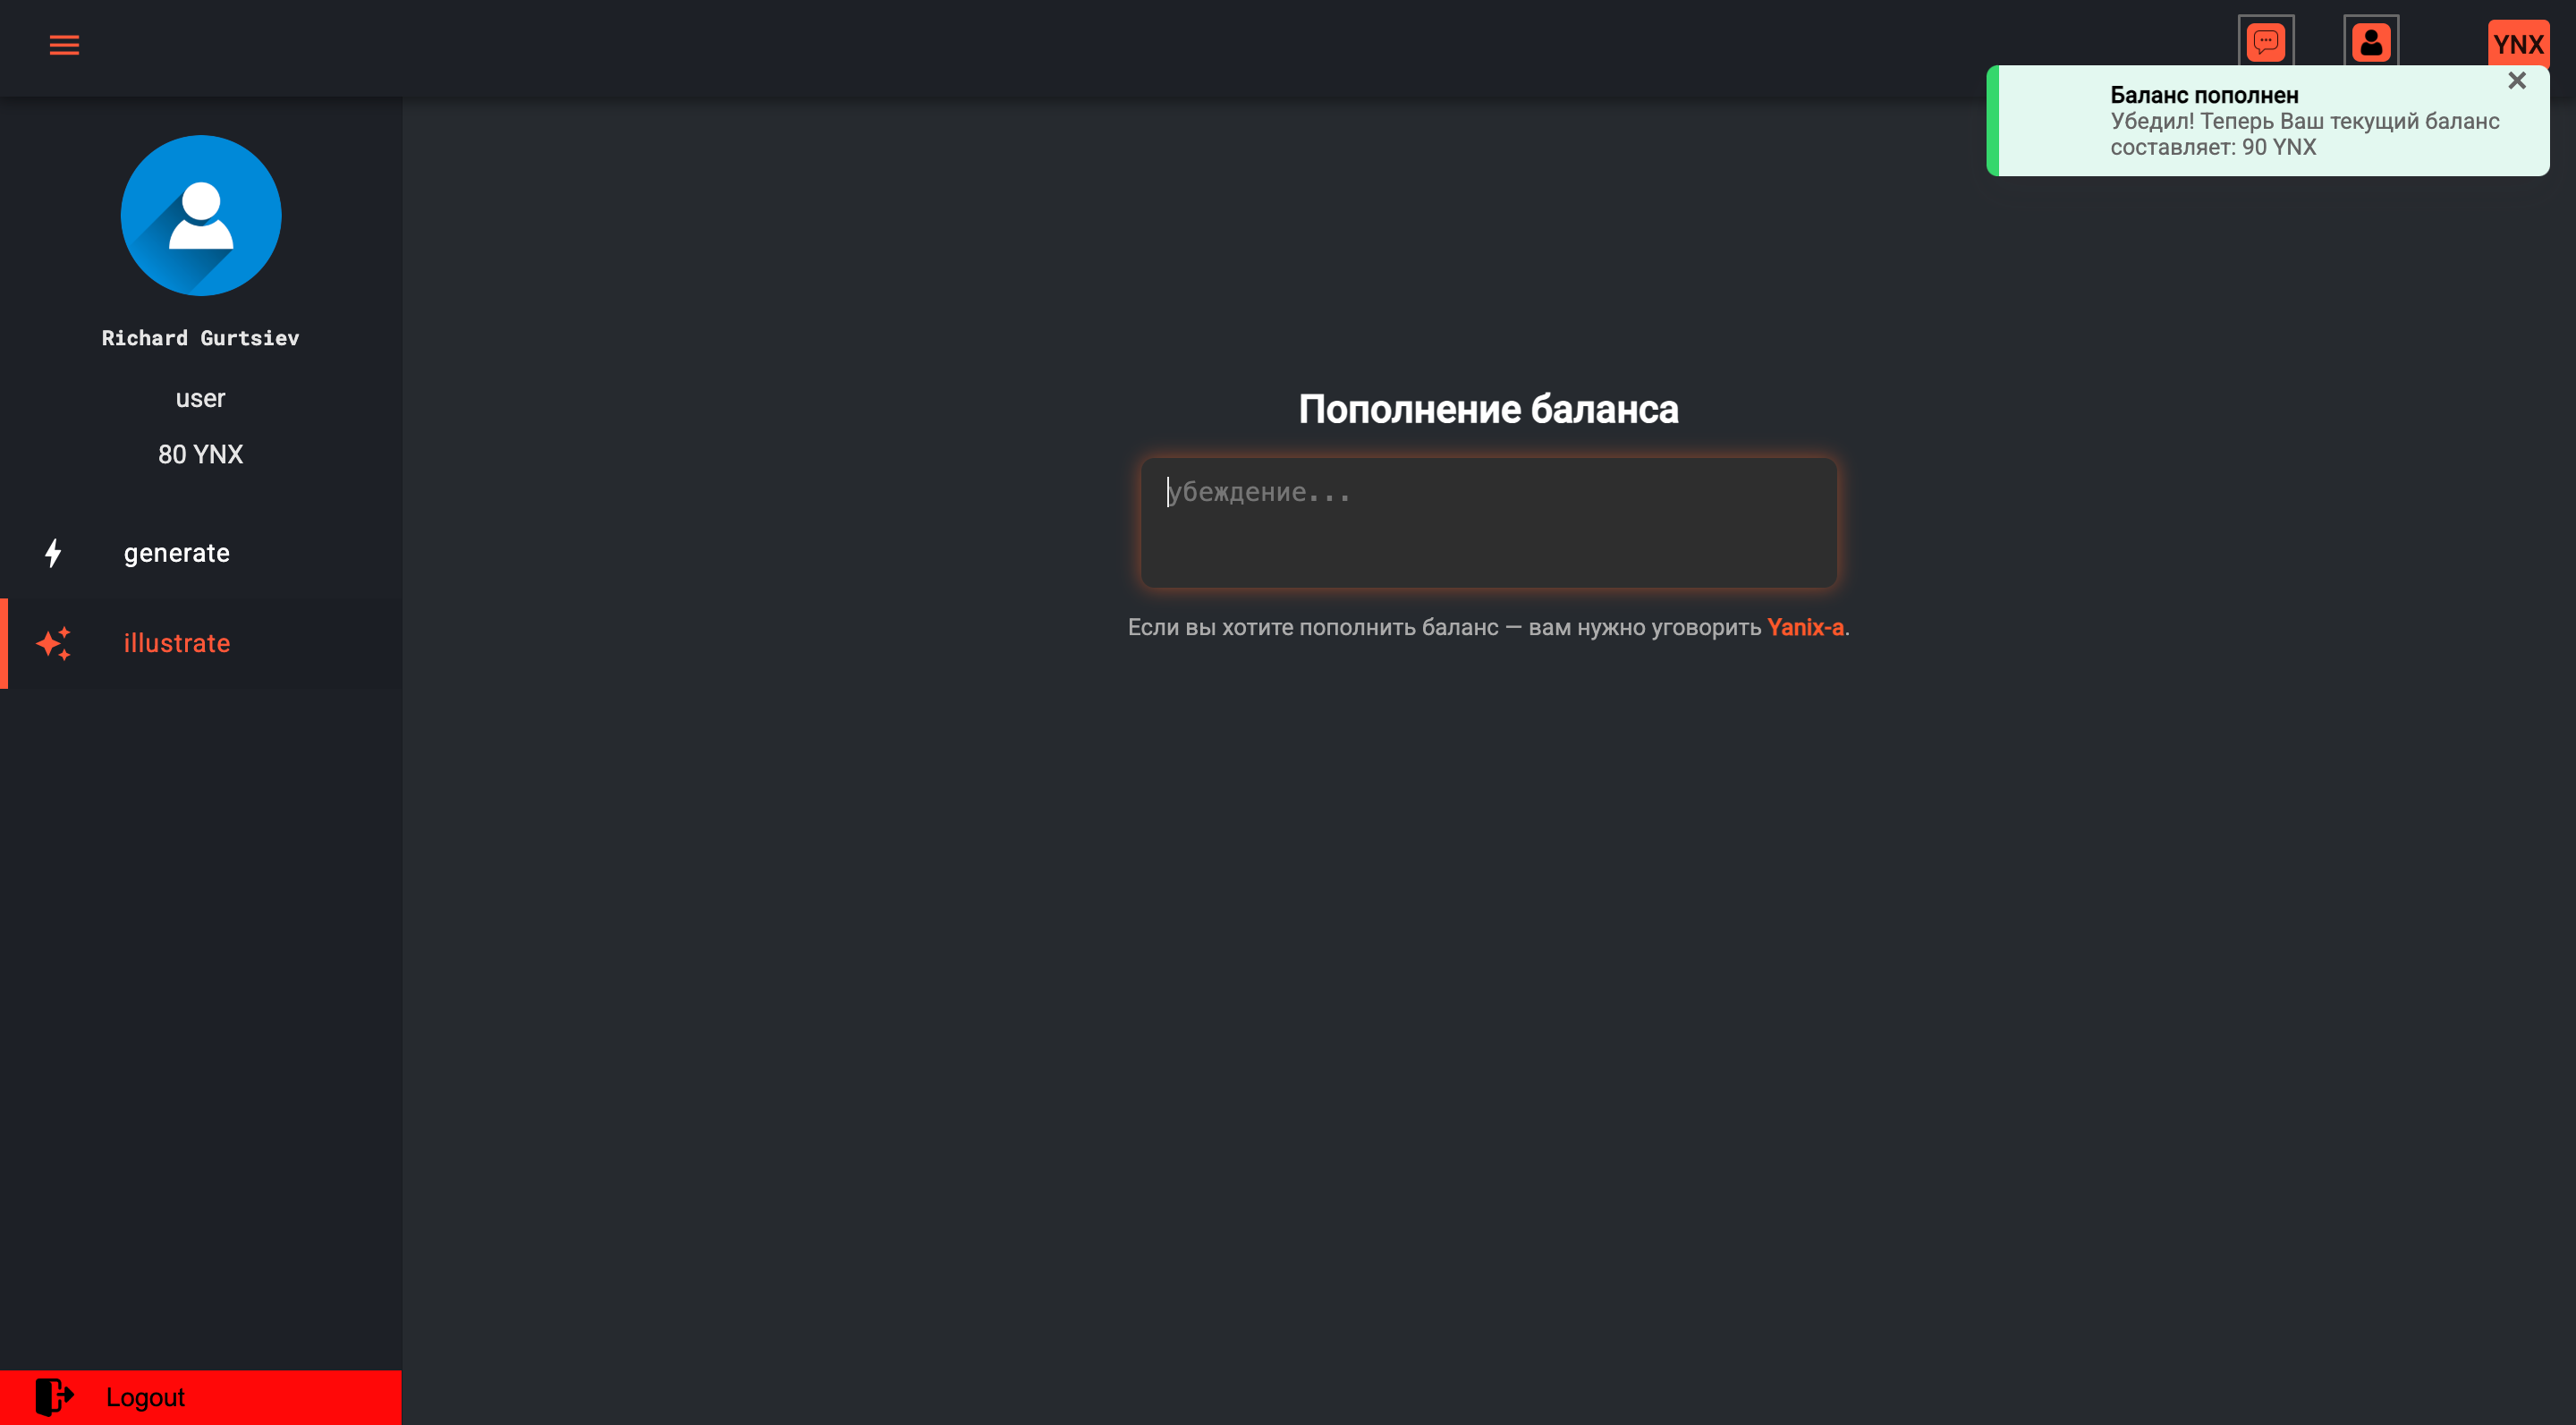 YNX
Баланс пополнен
Убедил! Теперь Ваш текущий баланс
составляет: 90 YNX
Richard Gurtsiev
user
80 YNX
generate
illustrate
Пополнение баланса
убеждение...
Если вы хотите пополнить баланс — вам нужно уговорить Yanix-а.
Logout